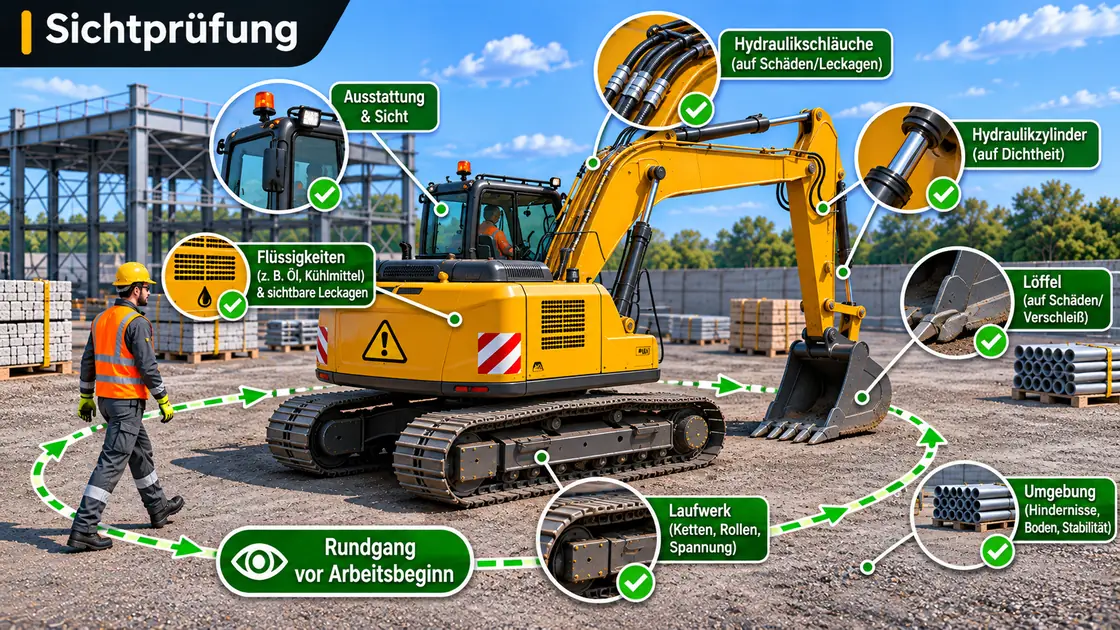 Sichtprüfung
Hydraulikschläuche
(auf Schäden/Leckagen)
Ausstattung
& Sicht
Hydraulikzylinder
(auf Dichtheit)
Flüssigkeiten
(z. B. Öl, Kühlmittel)
& sichtbare Leckagen
Löffel
(auf Schäden/
Verschleiß)
Laufwerk
(Ketten, Rollen,
Spannung)
Umgebung
(Hindernisse,
Boden, Stabilität)
Rundgang
vor Arbeitsbeginn